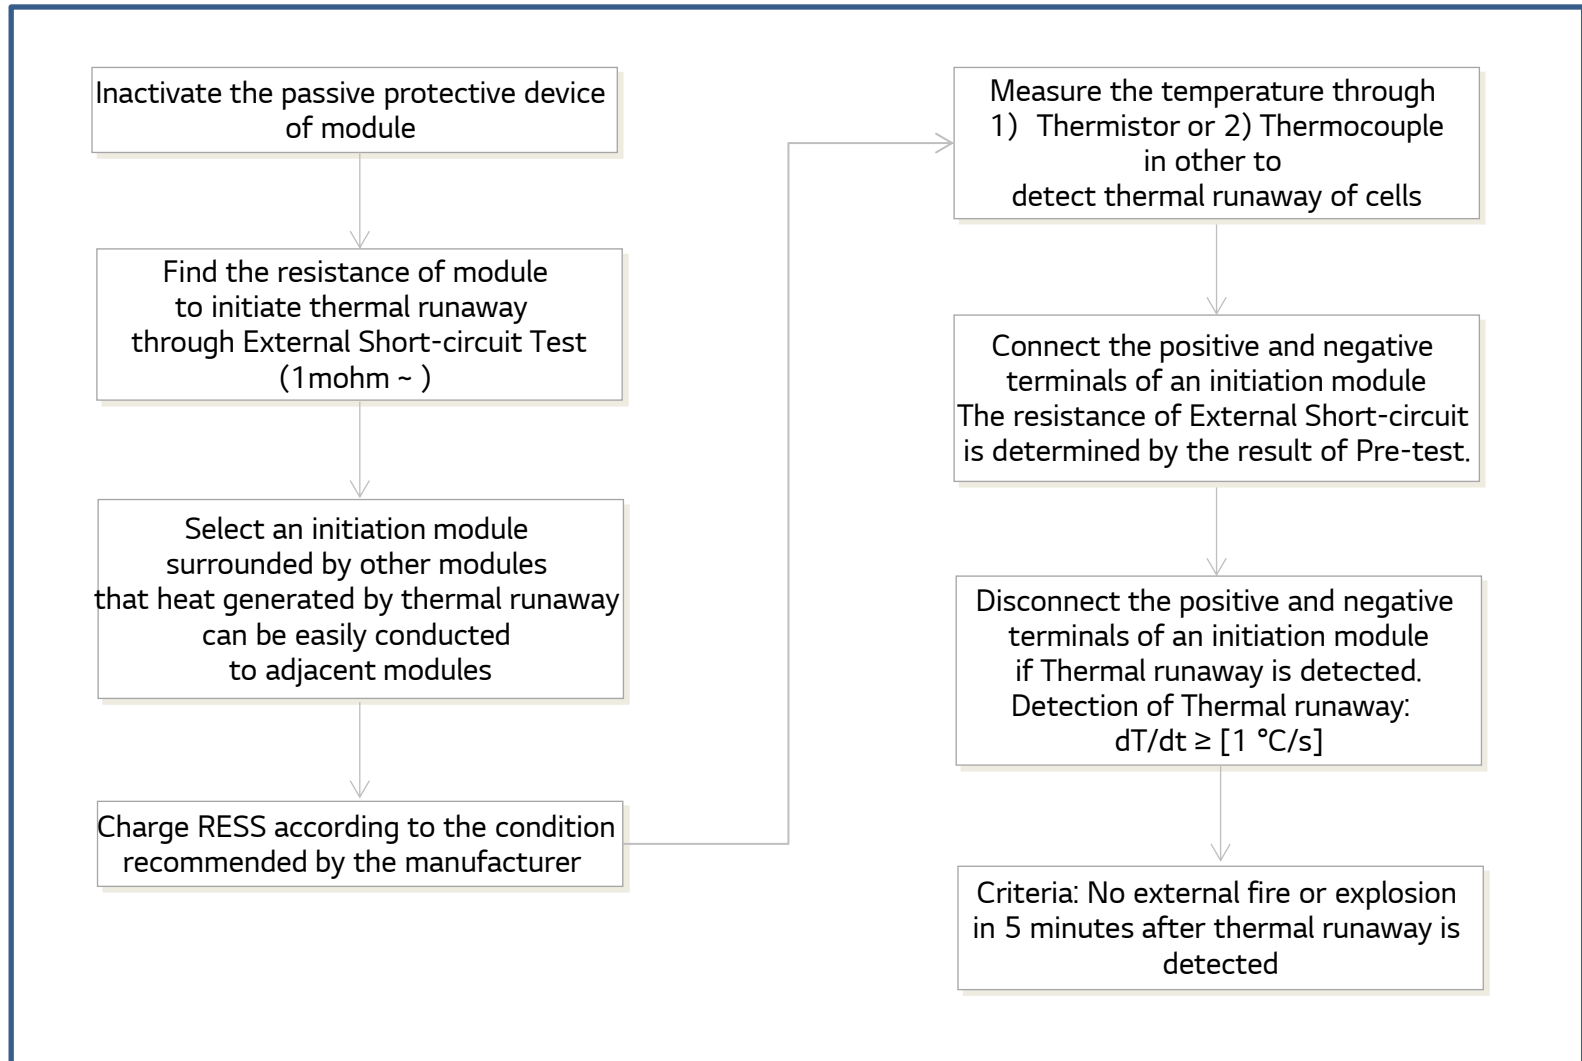 Inactivate the passive protective device
of module
Find the resistance of module
to initiate thermal runaway
through External Short-circuit Test
(1mohm ~ )
Select an initiation module
surrounded by other modules
that heat generated by thermal runaway
can be easily conducted
to adjacent modules
Charge RESS according to the condition
recommended by the manufacturer
Measure the temperature through
1) Thermistor or 2) Thermocouple
in other to
detect thermal runaway of cells
Connect the positive and negative
terminals of an initiation module
The resistance of External Short-circuit
is determined by the result of Pre-test.
Disconnect the positive and negative
terminals of an initiation module
if Thermal runaway is detected.
Detection of Thermal runaway:
dT/dt ≥ [1 °C/s]
Criteria: No external fire or explosion
in 5 minutes after thermal runaway is
detected